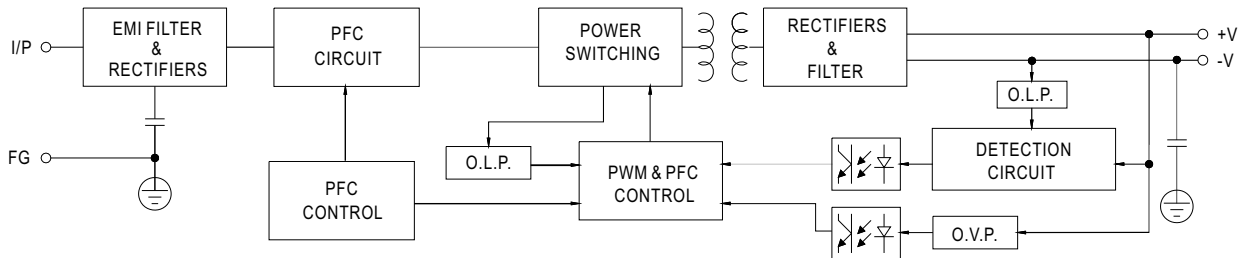 I/P
EMI FILTER
&
RECTIFIERS
PFC
CIRCUIT
POWER
SWITCHING
RECTIFIERS
&
FILTER
+V
-V
O.L.P.
FG
O.L.P.
PFC
CONTROL
PWM & PFC
CONTROL
DETECTION
CIRCUIT
O.V.P.